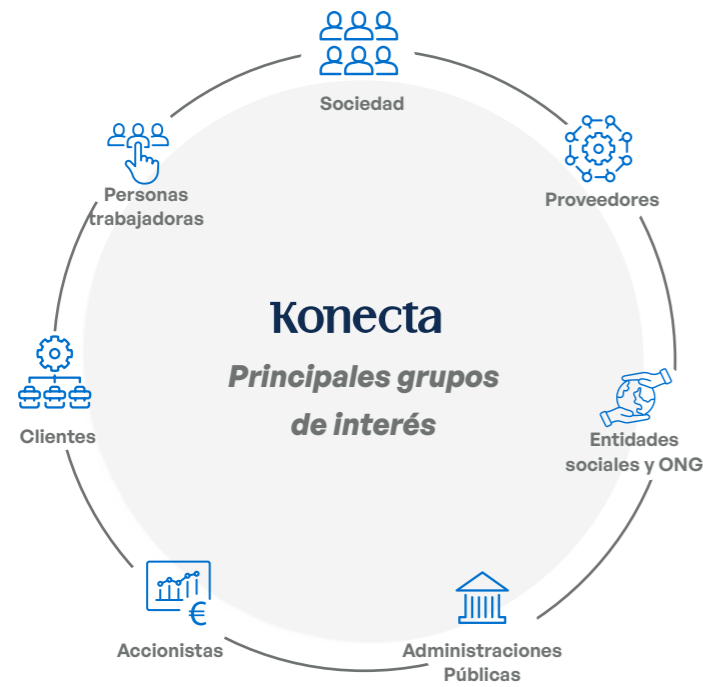 Sociedad
Personas
trabajadoras
Proveedores
Konecta
Principales grupos
de interés
Clientes
Entidades
sociales y ONG
€
Accionistas
Administraciones
Públicas